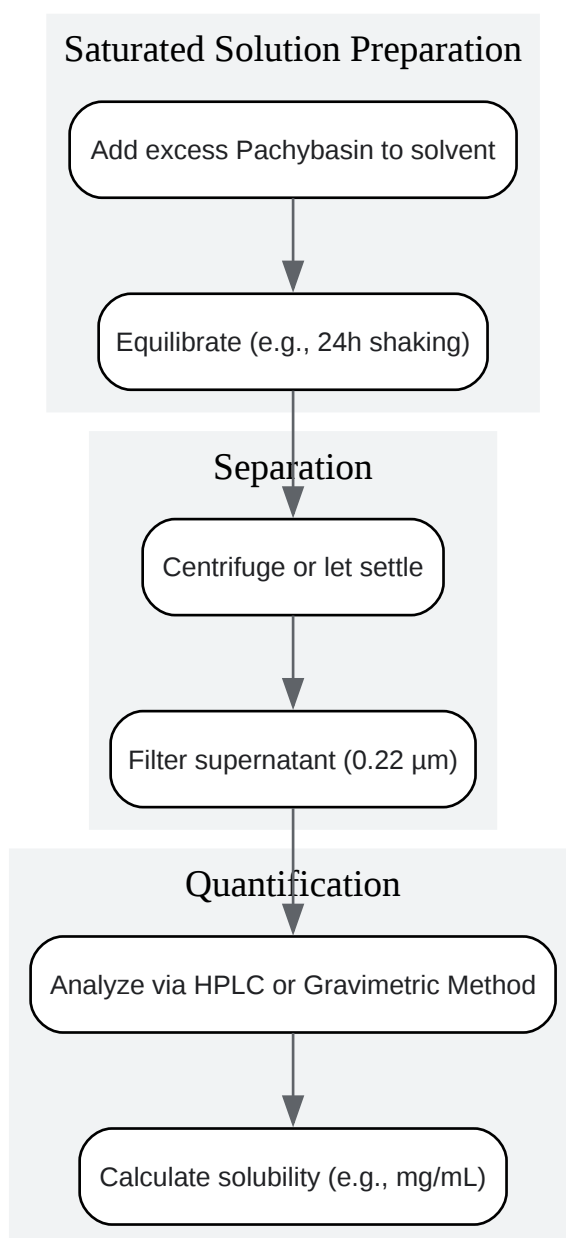 Saturated Solution Preparation
Add excess Pachybasin to solvent
Equilibrate (e.g., 24h shaking)
Separation
Centrifuge or let settle
Filter supernatant (0.22 µm)
Quantification
Analyze via HPLC or Gravimetric Method
Calculate solubility (e.g., mg/mL)